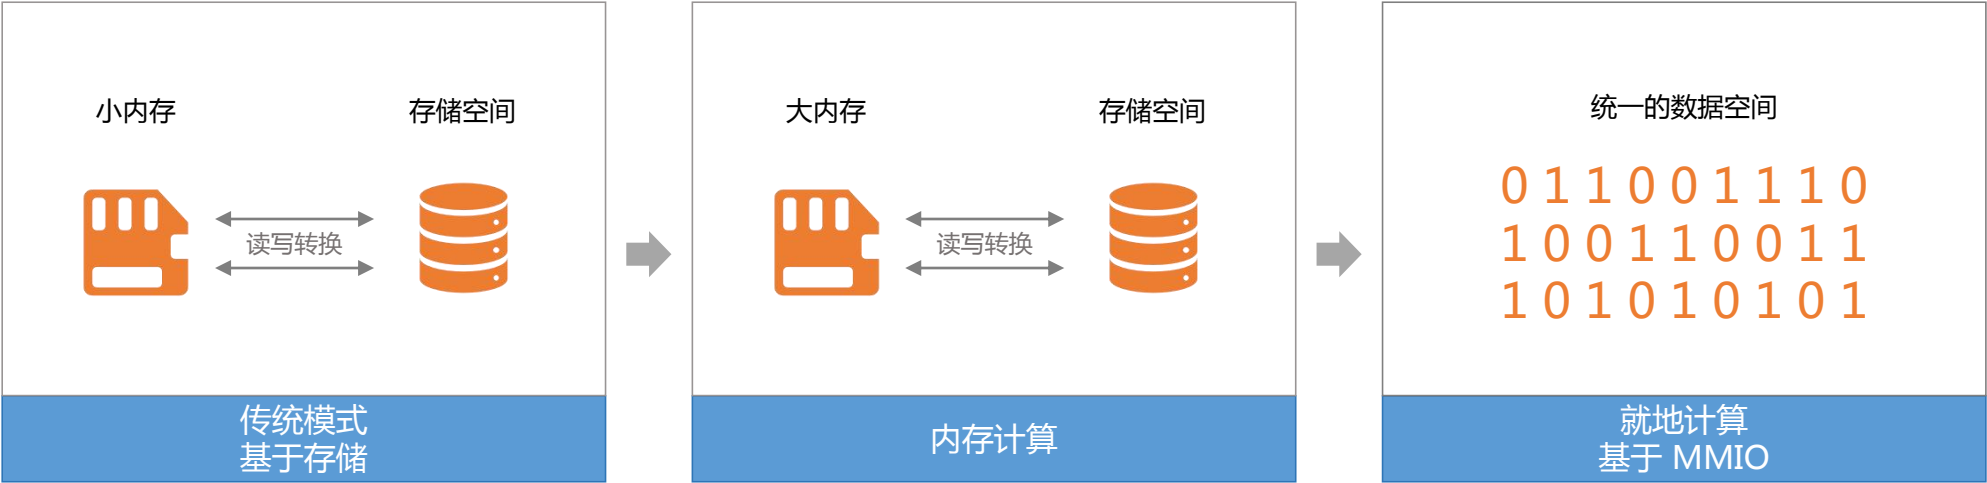 小内存
存储空间
读写转换
传统模式
基于存储
大内存
存储空间
读写转换
内存计算
统一的数据空间
0 1 1 0 0 1 1 1 0
1 0 0 1 1 0 0 1 1
1 0 1 0 1 0 1 0 1
就地计算
基于 MMIO